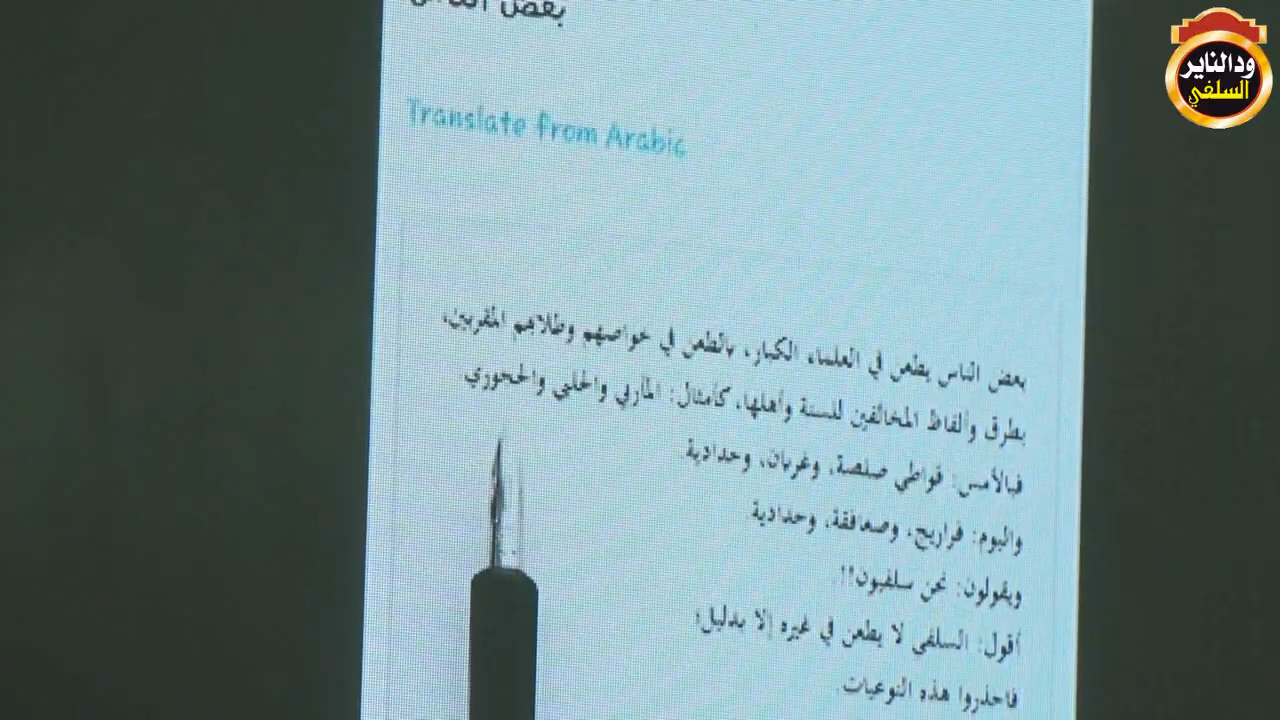 بعض الناس
ودالناير
السلفي
Translate from Arabic
بعض الناس يطعن في العلماء الكبار، بالطعن في خواصهم وطلابهم المقربين،
بطرق وألفاظ المخالفين للسنة وأهلها، كأمثال: المأربي والحلبي والحجوري
فبالأمس: قواطي صلصة، وغربان، وحدادية
واليوم: فراريج، وصعافقة، وحدادية.
ويقولون: نحن سلفيون!!.
أقول: السلفي لا يطعن في غيره إلا بدليل؛
فاحذروا هذه النوعيات.